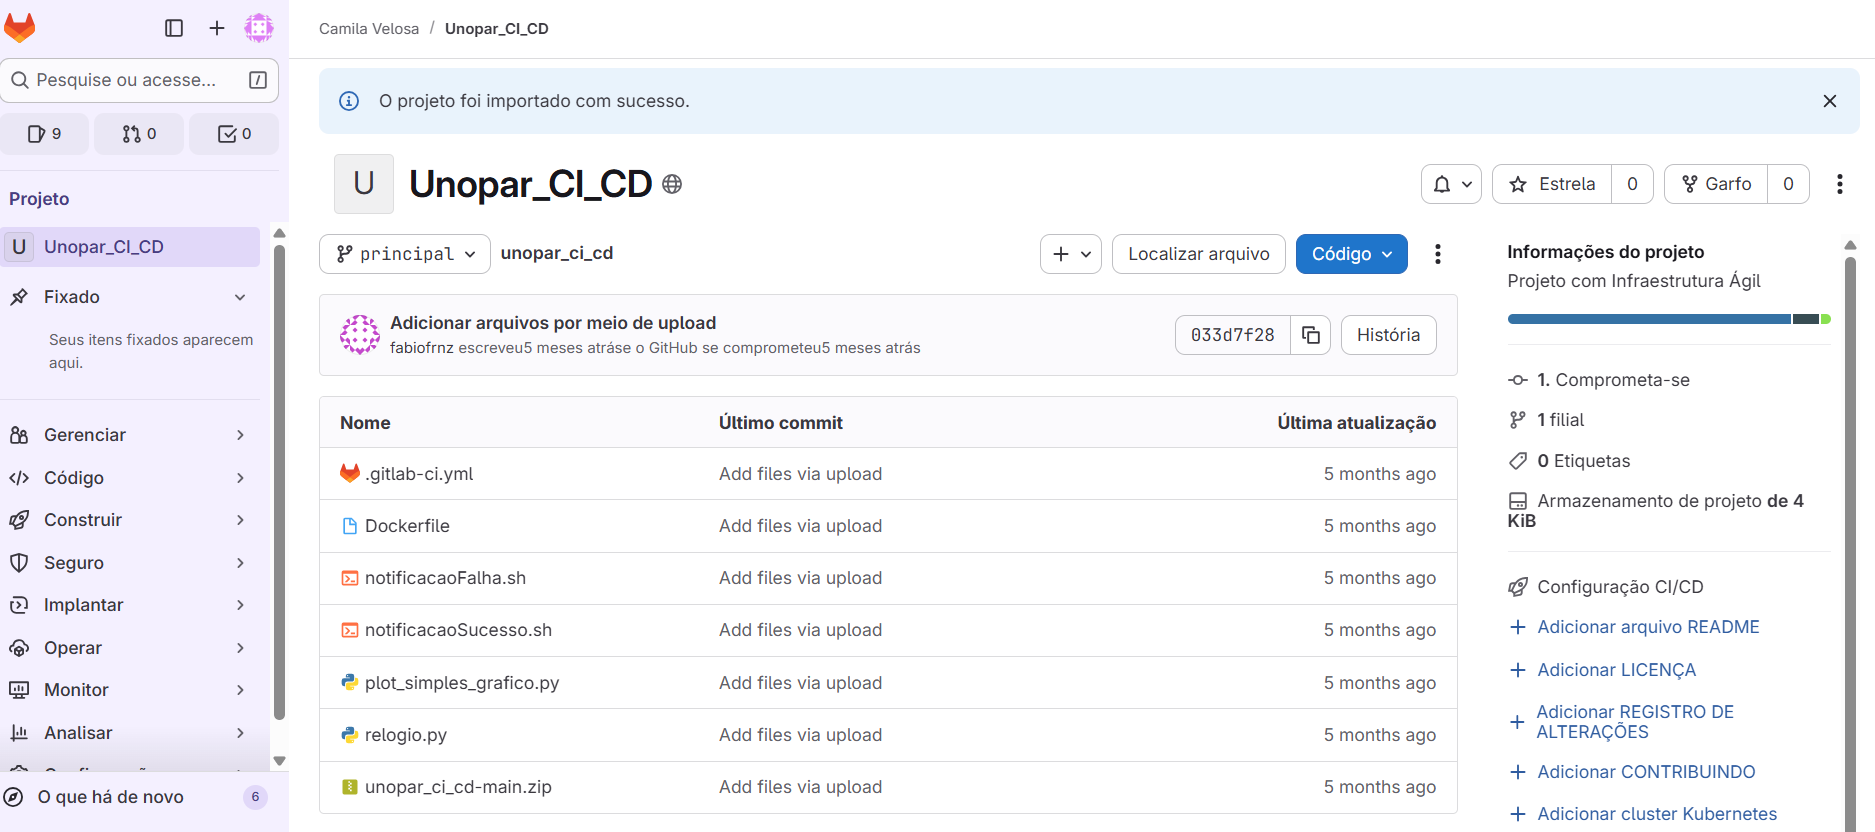 Camila Velosa / Unopar_CI_CD
Pesquise ou acesse... /
9 0 0
Projeto
U Unopar_CI_CD
Fixado
Seus itens fixados aparecem
aqui.
Gerenciar
Código
Construir
Seguro
Implantar
Operar
Monitor
Analisar
O que há de novo 6
O projeto foi importado com sucesso.
U Unopar_CI_CD
Estrela 0 Garfo 0
principal unopar_ci_cd
Localizar arquivo Código
Adicionar arquivos por meio de upload
fabiofrnz escreveu5 meses atráse o GitHub se comprometeu5 meses atrás
033d7f28 História
Nome Último commit Última atualização
.gitlab-ci.yml Add files via upload 5 months ago
Dockerfile Add files via upload 5 months ago
notificacaoFalha.sh Add files via upload 5 months ago
notificacaoSucesso.sh Add files via upload 5 months ago
plot_simples_grafico.py Add files via upload 5 months ago
relogio.py Add files via upload 5 months ago
unopar_ci_cd-main.zip Add files via upload 5 months ago
Informações do projeto
Projeto com Infraestrutura Ágil
1. Comprometa-se
1 filial
0 Etiquetas
Armazenamento de projeto de 4
KiB
Configuração CI/CD
Adicionar arquivo README
Adicionar LICENÇA
Adicionar REGISTRO DE
ALTERAÇÕES
Adicionar CONTRIBUINDO
Adicionar cluster Kubernetes